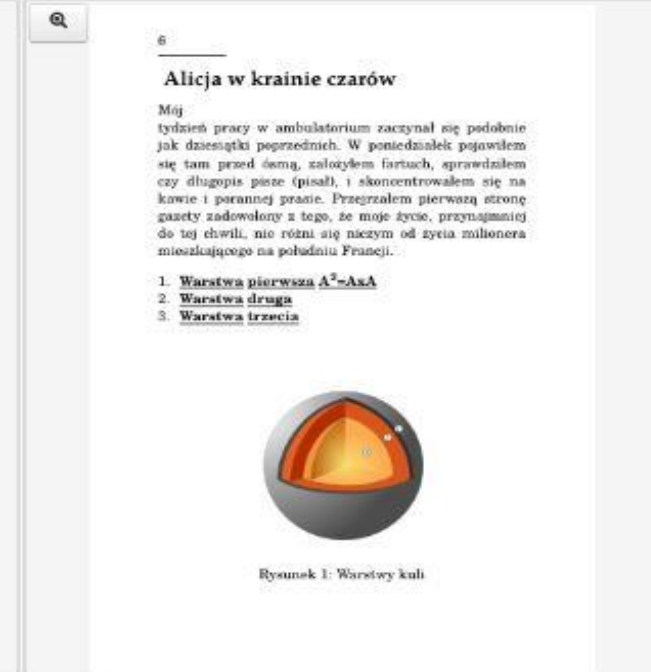 6
Alicja w krainie czarów
Mój
tydzień pracy w ambulatorium zaczynał się podobnie
jak dziesiątki poprzednich. W poniedziałek pojawiłem
się tam przed ósmą, założyłem fartuch, sprawdziłem
czy długopis pisze (pisał), i skoncentrowałem się na
kawie i porannej prasie. Przejrzałem pierwszą stronę
gazety zadowolony z tego, że moje życie, przynajmniej
do tej chwili, nie różni się niczym od życia milionera
mieszkającego na południu Francji.
1. Warstwa pierwsza A²=AxA
2. Warstwa druga
3. Warstwa trzecia
Rysunek 1: Warstwy kuli